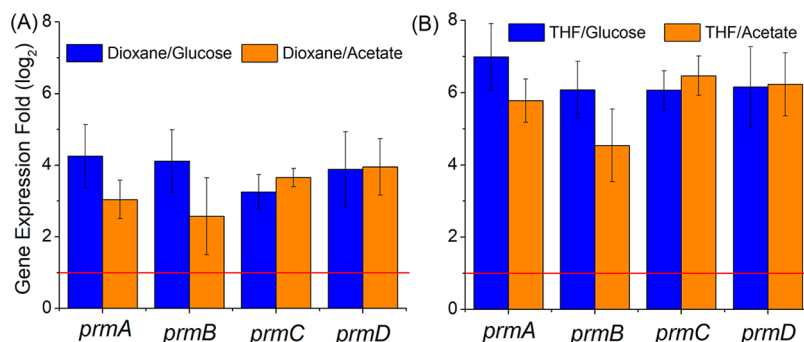 (A)
Dioxane/Glucose Dioxane/Acetate
Gene Expression Fold (log₂)
8
6
4
2
0
prmA prmB prmC prmD
(B)
THF/Glucose THF/Acetate
8
6
4
2
0
prmA prmB prmC prmD